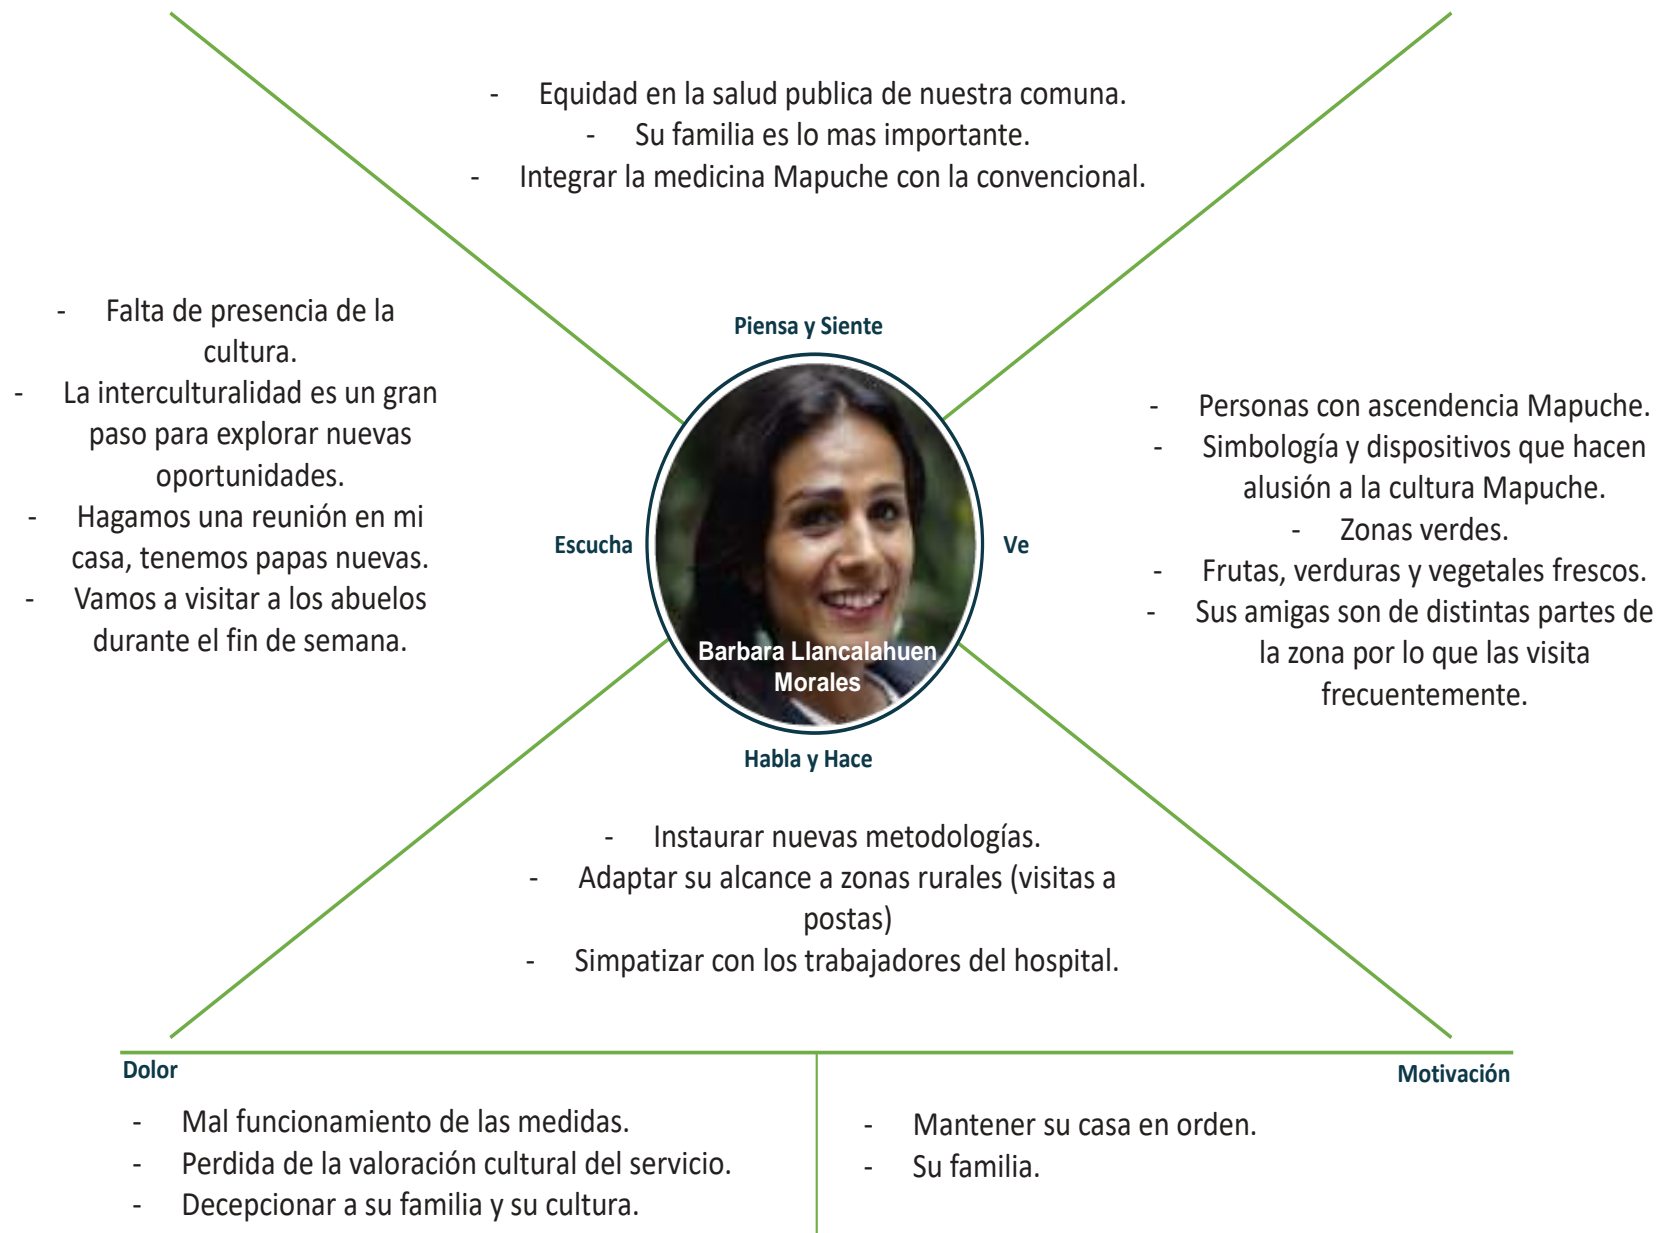 - Equidad en la salud publica de nuestra comuna.
- Su familia es lo mas importante.
- Integrar la medicina Mapuche con la convencional.
Piensa y Siente
- Falta de presencia de la
cultura.
- La interculturalidad es un gran
paso para explorar nuevas
oportunidades.
- Hagamos una reunión en mi
casa, tenemos papas nuevas.
- Vamos a visitar a los abuelos
durante el fin de semana.
Escucha
Barbara Llancalahuen
Morales
Ve
- Personas con ascendencia Mapuche.
- Simbología y dispositivos que hacen
alusión a la cultura Mapuche.
- Zonas verdes.
- Frutas, verduras y vegetales frescos.
- Sus amigas son de distintas partes de
la zona por lo que las visita
frecuentemente.
Habla y Hace
- Instaurar nuevas metodologías.
- Adaptar su alcance a zonas rurales (visitas a
postas)
- Simpatizar con los trabajadores del hospital.
Dolor
- Mal funcionamiento de las medidas.
- Perdida de la valoración cultural del servicio.
- Decepcionar a su familia y su cultura.
Motivación
- Mantener su casa en orden.
- Su familia.